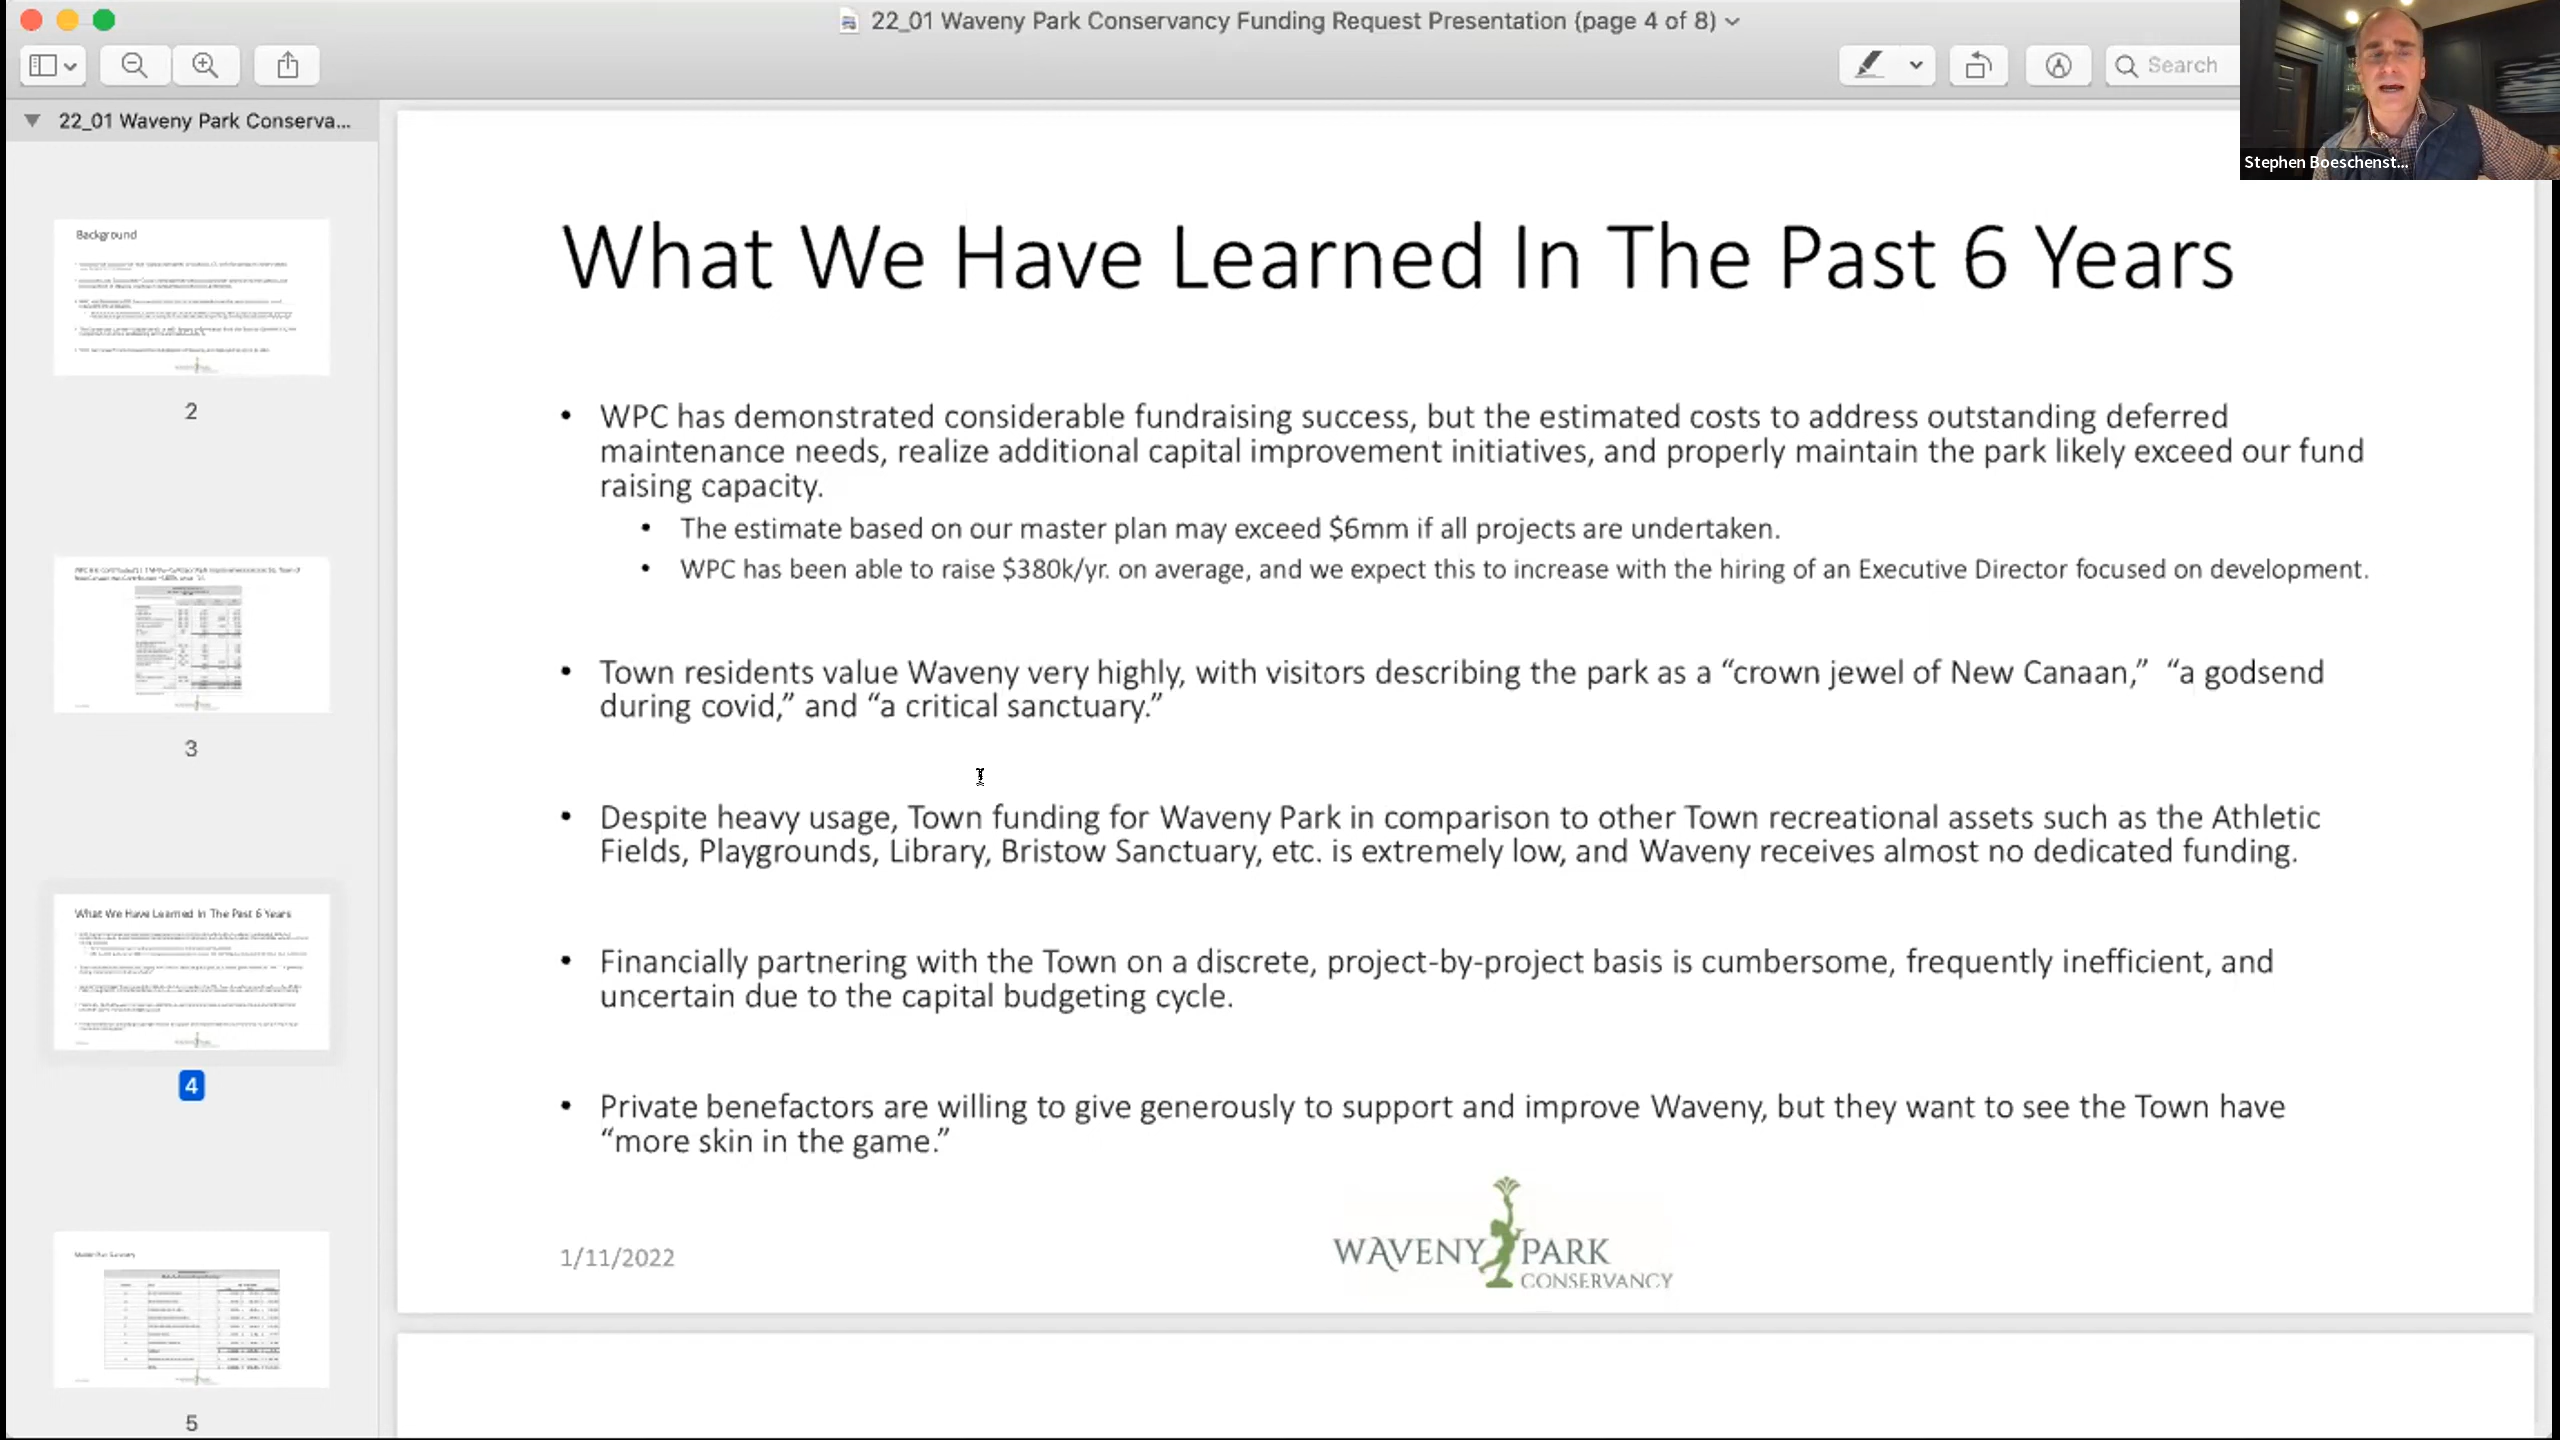 22_01 Waveny Park Conservancy Funding Request Presentation (page 4 of 8)
Search
Stephen Boeschenst...
22_01 Waveny Park Conserva...
Background
2
3
What We Have Learned In The Past 6 Years
4
5
What We Have Learned In The Past 6 Years
• WPC has demonstrated considerable fundraising success, but the estimated costs to address outstanding deferred
maintenance needs, realize additional capital improvement initiatives, and properly maintain the park likely exceed our fund
raising capacity.
• The estimate based on our master plan may exceed $6mm if all projects are undertaken.
• WPC has been able to raise $380k/yr. on average, and we expect this to increase with the hiring of an Executive Director focused on development.
• Town residents value Waveny very highly, with visitors describing the park as a “crown jewel of New Canaan,” “a godsend
during covid,” and “a critical sanctuary.”
• Despite heavy usage, Town funding for Waveny Park in comparison to other Town recreational assets such as the Athletic
Fields, Playgrounds, Library, Bristow Sanctuary, etc. is extremely low, and Waveny receives almost no dedicated funding.
• Financially partnering with the Town on a discrete, project-by-project basis is cumbersome, frequently inefficient, and
uncertain due to the capital budgeting cycle.
• Private benefactors are willing to give generously to support and improve Waveny, but they want to see the Town have
“more skin in the game.”
1/11/2022
WAVENY PARK
CONSERVANCY